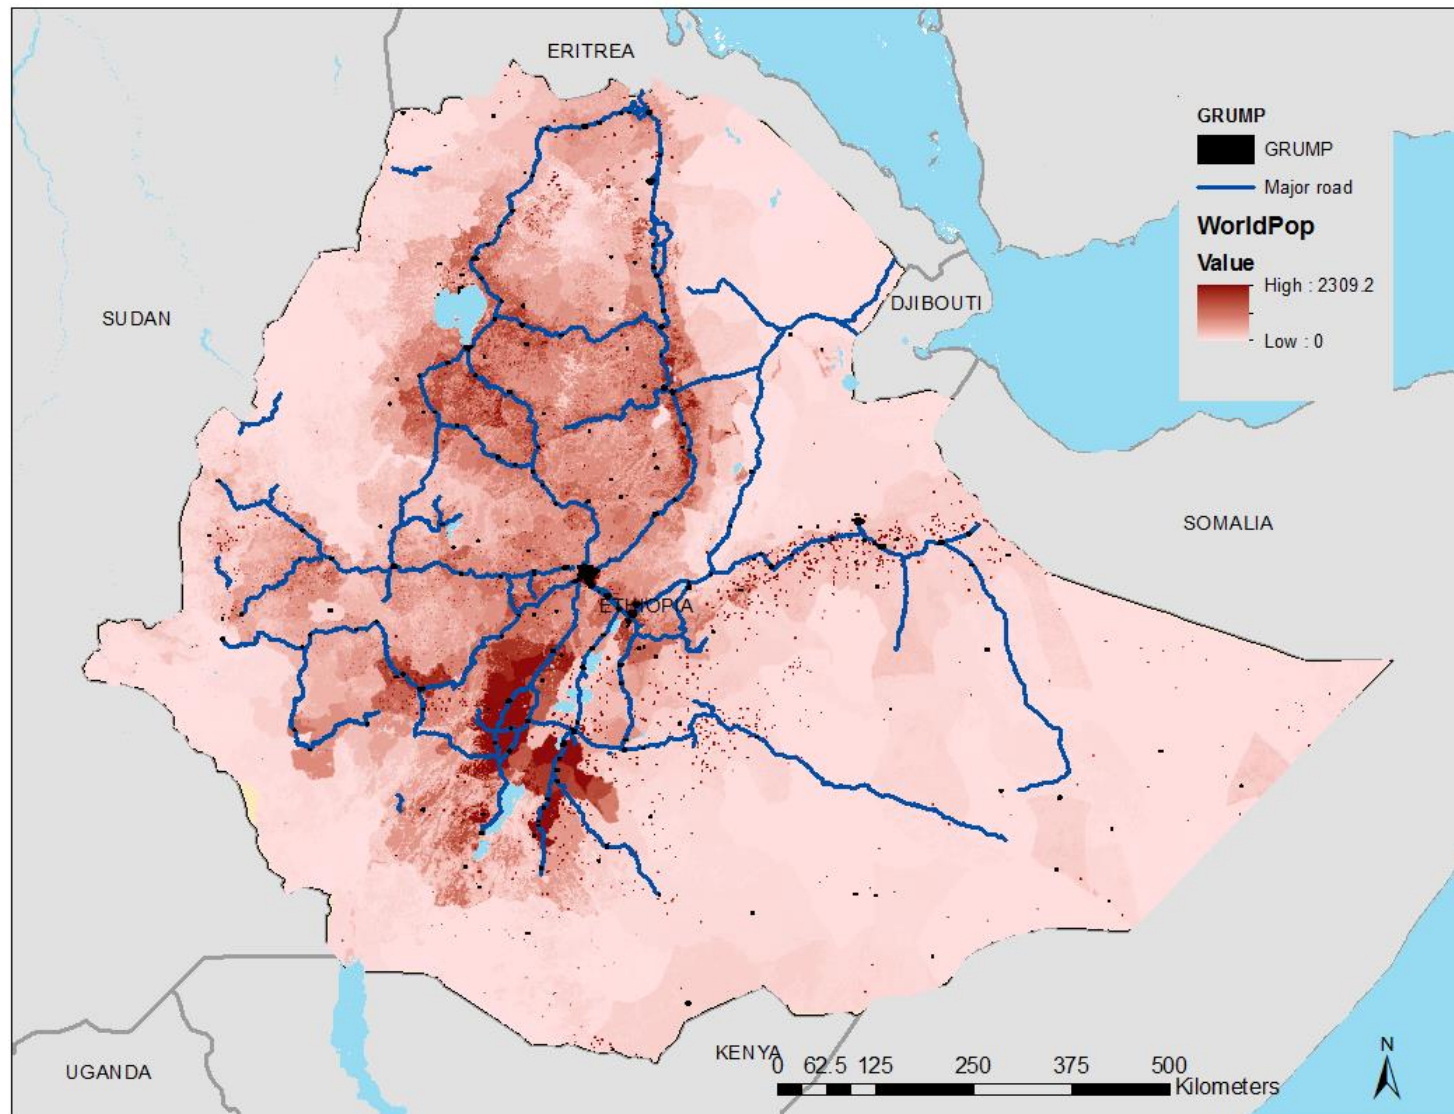 ERITREA
GRUMP
GRUMP
Major road
WorldPop
Value
High : 2309.2
Low : 0
DJIBOUTI
SUDAN
SOMALIA
ETHIOPIA
N
KENYA
UGANDA
0 62.5 125 250 375 500
Kilometers